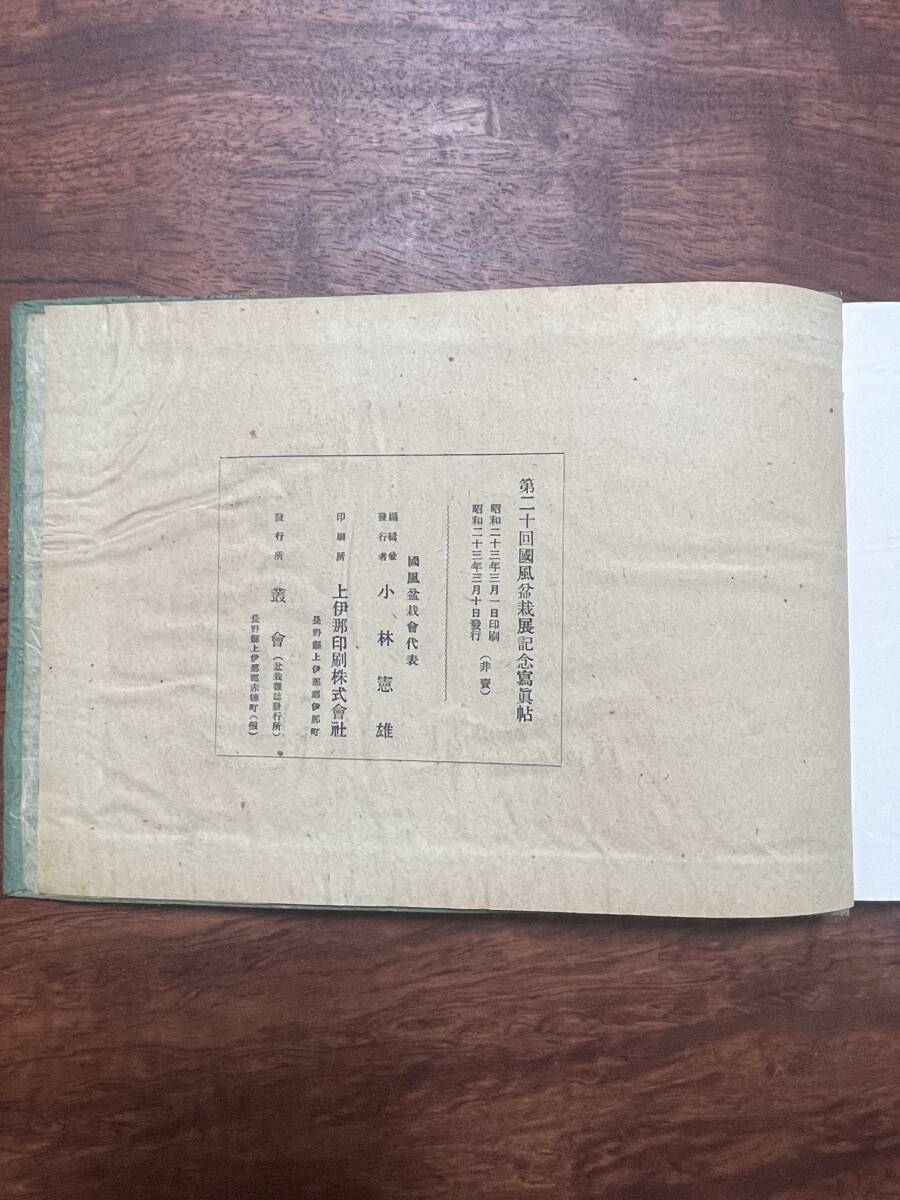 第二十回國風盆栽展記念寫眞帖
昭和二十三年三月一日印刷
昭和二十三年三月十日發行
(非賣)
國風盆栽會代表
編輯兼
發行者
小林憲雄
印刷所
上伊那印刷株式會社
長野縣上伊那郡伊那町
發行所
叢會(盆栽雜誌發行所)
長野縣上伊那郡赤穗町(假)